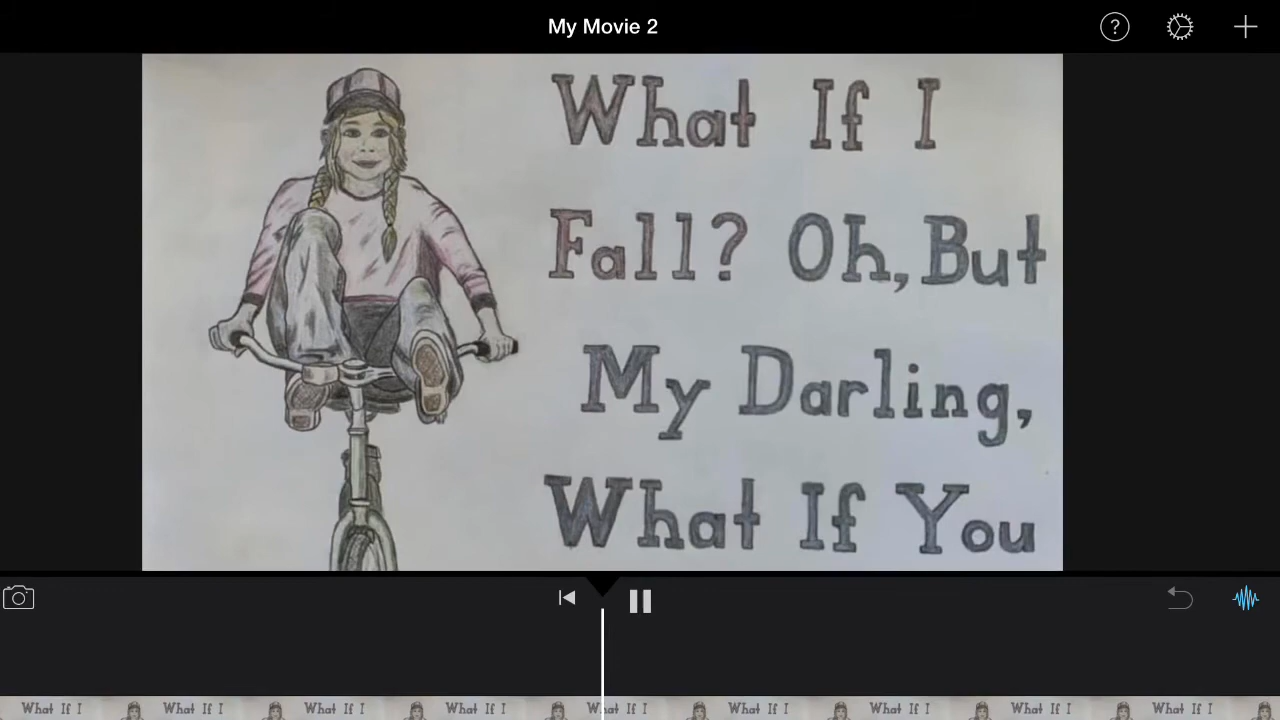 My Movie 2
?
What If I
Fall? Oh, But
My Darling,
What If You
What If I
What If I
What If I
What If I
What If I
What If I
What If I
What If I
What If I